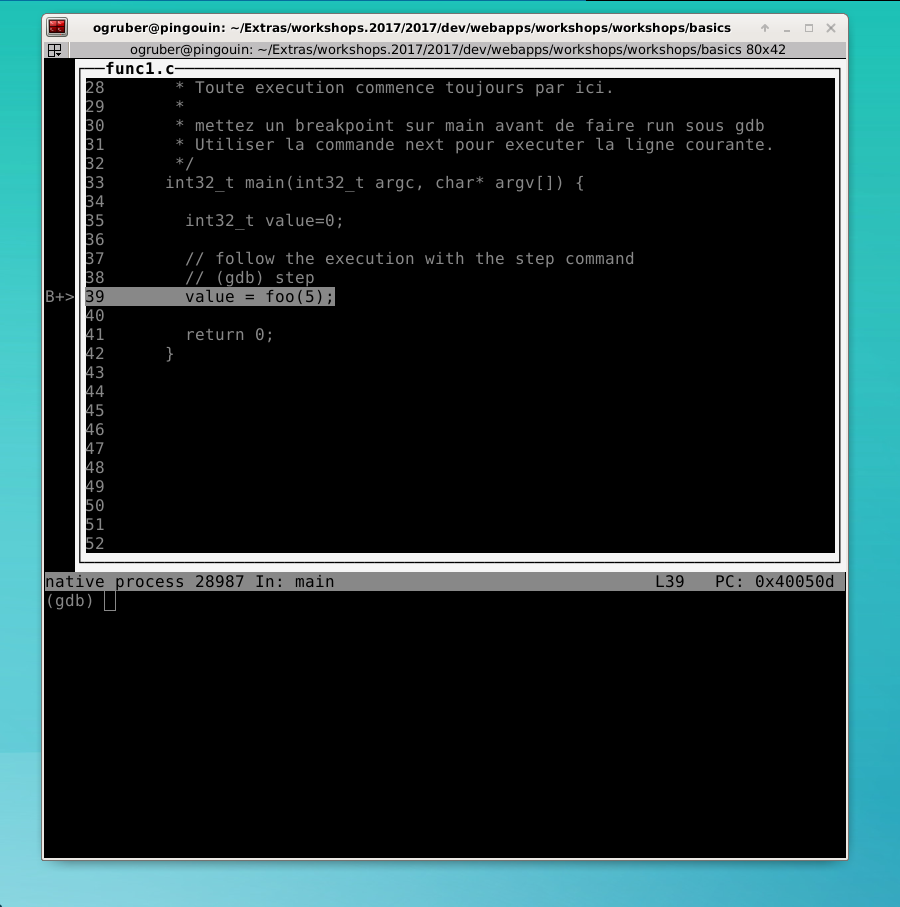 ogruber@pingouin: ~/Extras/workshops.2017/2017/dev/webapps/workshops/workshops/basics
ogruber@pingouin: ~/Extras/workshops.2017/2017/dev/webapps/workshops/workshops/basics 80x42
func1.c
28 * Toute execution commence toujours par ici.
29 *
30 * mettez un breakpoint sur main avant de faire run sous gdb
31 * Utiliser la commande next pour executer la ligne courante.
32 */
33 int32_t main(int32_t argc, char* argv[]) {
34
35 int32_t value=0;
36
37 // follow the execution with the step command
38 // (gdb) step
B+>39 value = foo(5);
40
41 return 0;
42 }
43
44
45
46
47
48
49
50
51
52
native process 28987 In: main L39 PC: 0x40050d
(gdb)